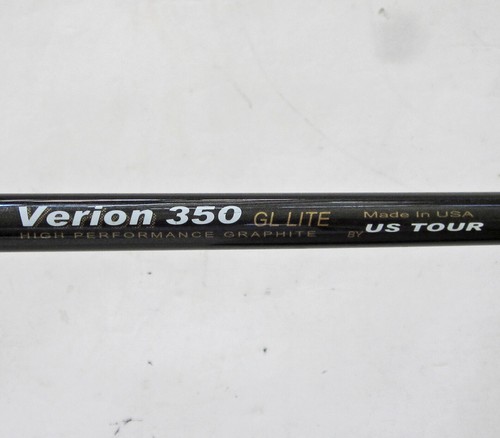 Verion 350 GL LITE
HIGH PERFORMANCE GRAPHITE
Made In USA
BY US TOUR